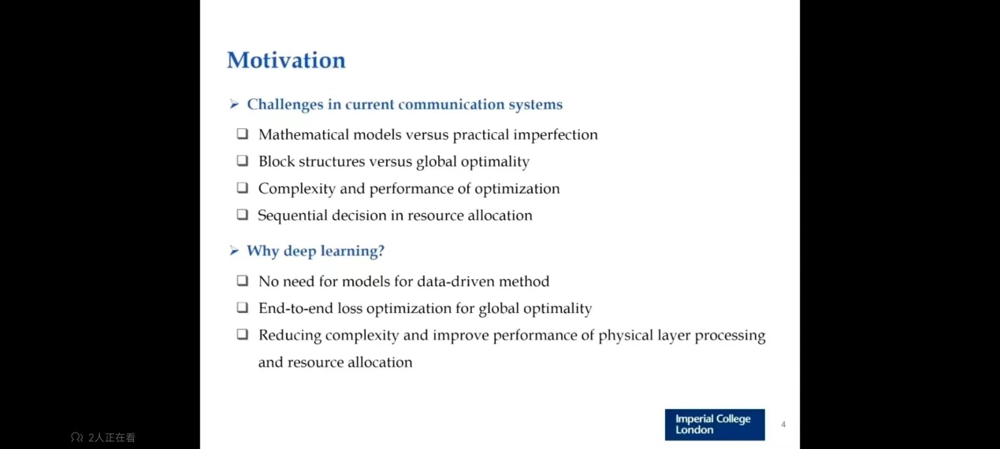 Motivation
Challenges in current communication systems
Mathematical models versus practical imperfection
Block structures versus global optimality
Complexity and performance of optimization
Sequential decision in resource allocation
Why deep learning?
No need for models for data-driven method
End-to-end loss optimization for global optimality
Reducing complexity and improve performance of physical layer processing
and resource allocation
Imperial College
London
4
2人正在看